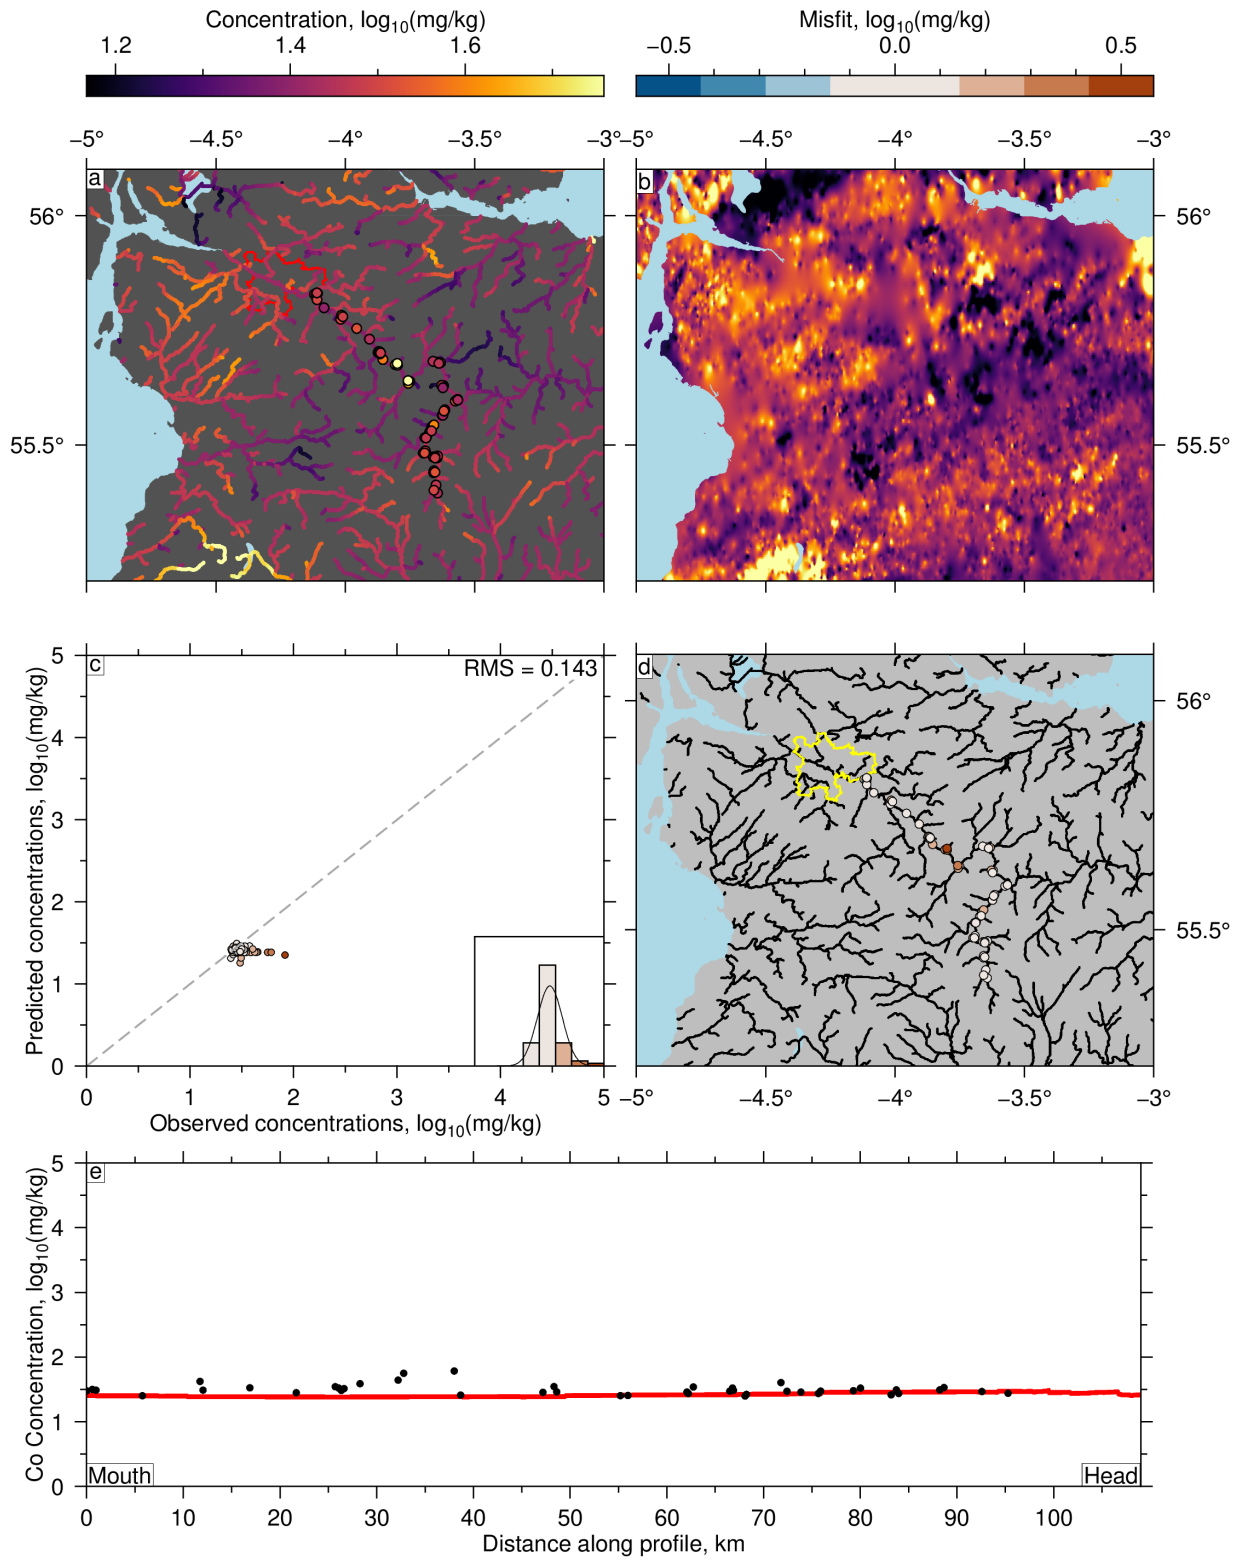 Concentration, log10(mg/kg)
Misfit, log10(mg/kg)
1.2 1.4 1.6
−0.5 0.0 0.5
−5° −4.5° −4° −3.5° −3°
−5° −4.5° −4° −3.5° −3°
a
b
56°
56°
55.5°
55.5°
c
RMS = 0.143
d
Predicted concentrations, log10(mg/kg)
5
4
3
2
1
0
0 1 2 3 4 5
Observed concentrations, log10(mg/kg)
56°
55.5°
−5° −4.5° −4° −3.5° −3°
e
Co Concentration, log10(mg/kg)
5
4
3
2
1
0
Mouth
Head
0 10 20 30 40 50 60 70 80 90 100
Distance along profile, km